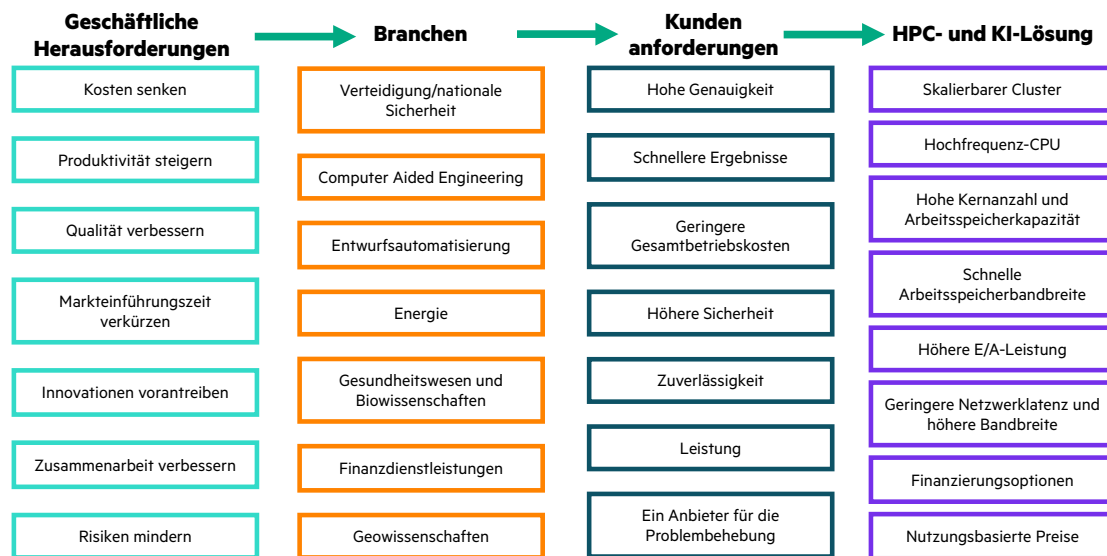 Geschäftliche
Herausforderungen
Branchen
Kunden
anforderungen
HPC- und KI-Lösung
Kosten senken
Produktivität steigern
Qualität verbessern
Markteinführungszeit
verkürzen
Innovationen vorantreiben
Zusammenarbeit verbessern
Risiken mindern
Verteidigung/nationale
Sicherheit
Computer Aided Engineering
Entwurfsautomatisierung
Energie
Gesundheitswesen und
Biowissenschaften
Finanzdienstleistungen
Geowissenschaften
Hohe Genauigkeit
Schnellere Ergebnisse
Geringere
Gesamtbetriebskosten
Höhere Sicherheit
Zuverlässigkeit
Leistung
Ein Anbieter für die
Problembehebung
Skalierbarer Cluster
Hochfrequenz-CPU
Hohe Kernanzahl und
Arbeitsspeicherkapazität
Schnelle
Arbeitsspeicherbandbreite
Höhere E/A-Leistung
Geringere Netzwerklatenz und
höhere Bandbreite
Finanzierungsoptionen
Nutzungsbasierte Preise